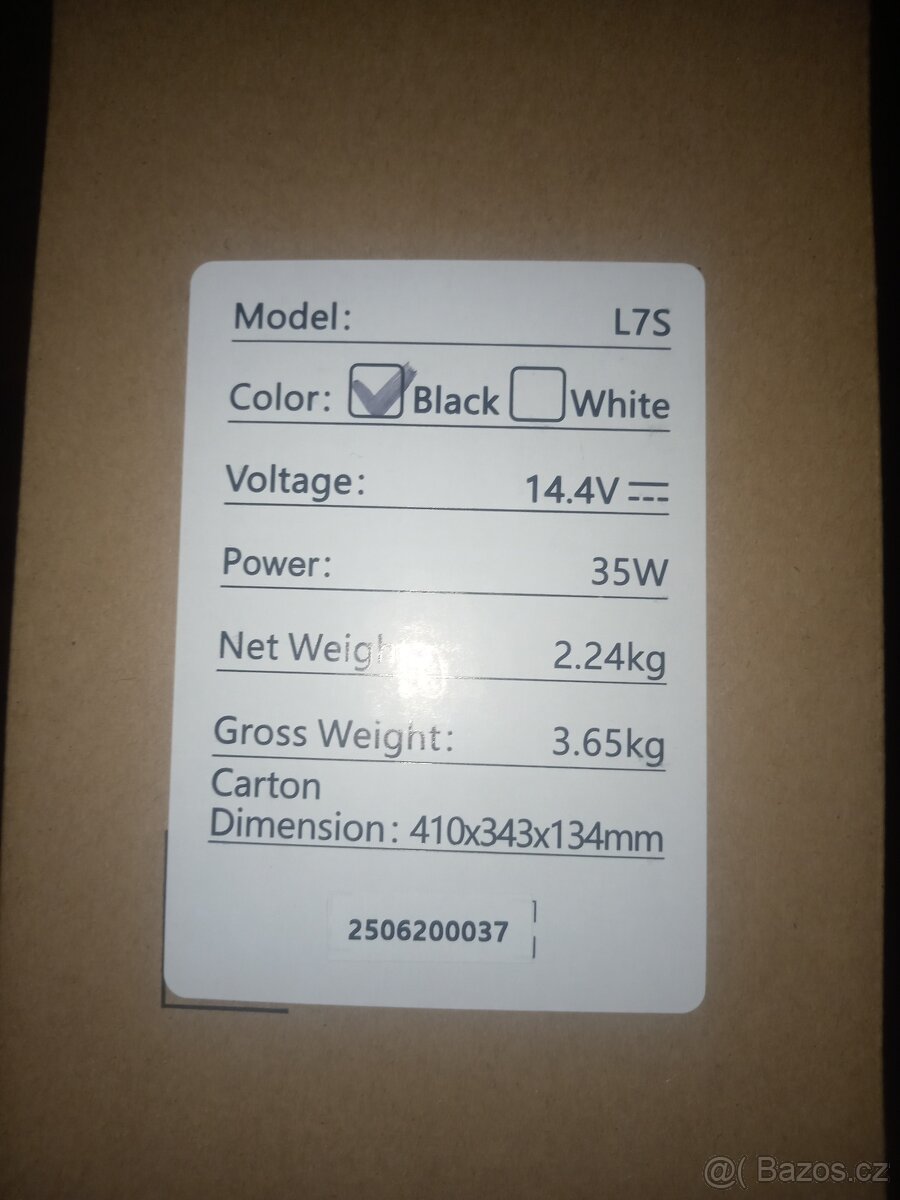 Model: L7S
Color: Black White
Voltage: 14.4V
Power: 35W
Net 2.24kg
Gross Weight: 3.65kg
Carton
Dimension: 410x343x134mm
2506200037
@( Bazos.cz